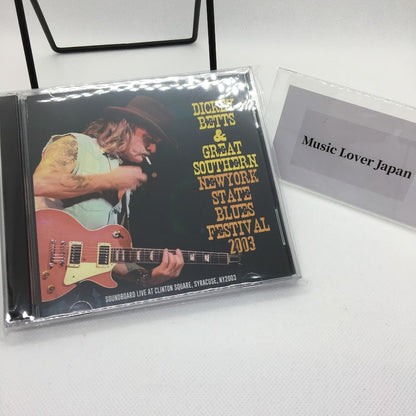 DICKEY
BETTS
&
GREAT
SOUTHERN
NEWYORK
STATE
BLUES
FESTIVAL
2003
SOUNDBOARD LIVE AT CLINTON SQUARE, SYRACUSE, NY2003
Music Lover Japan